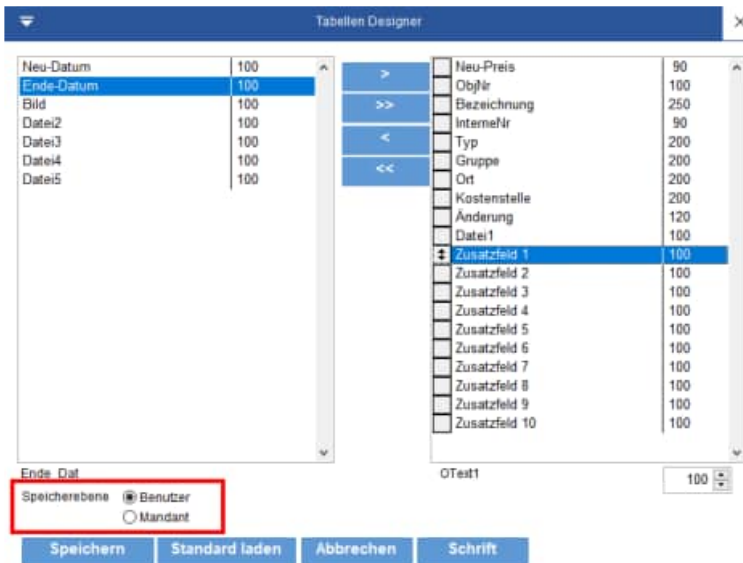 Tabellen Designer
Neu-Datum 100
Ende-Datum 100
Bild 100
Datei2 100
Datei3 100
Datei4 100
Datei5 100
>
>>
<
<<
Neu-Preis 90
ObjNr 100
Bezeichnung 250
InterneNr 90
Typ 200
Gruppe 200
Ort 200
Kostenstelle 200
Änderung 120
Datei1 100
Zusatzfeld 1 100
Zusatzfeld 2 100
Zusatzfeld 3 100
Zusatzfeld 4 100
Zusatzfeld 5 100
Zusatzfeld 6 100
Zusatzfeld 7 100
Zusatzfeld 8 100
Zusatzfeld 9 100
Zusatzfeld 10 100
Ende_Dat
OText1 100
Speicherebene Benutzer
Mandant
Speichern Standard laden Abbrechen Schrift